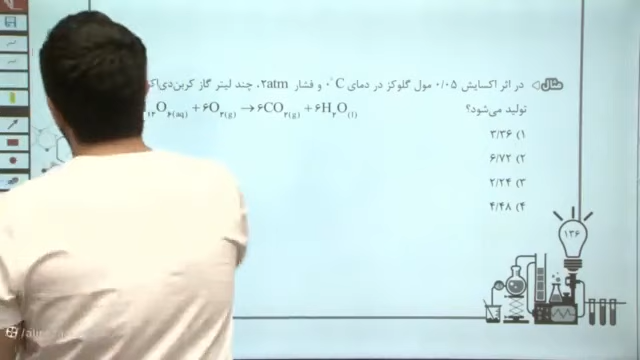 مثال در اثر اکسایش ۰/۰۵ مول گلوکز در دمای ۰°C و فشار ۲atm، چند لیتر گاز کربن‌دی‌اک
تولید می‌شود؟
۱۲O۶(aq) + ۶O۲(g) → ۶CO۲(g) + ۶H۲O(l)
۱) ۳/۳۶
۲) ۶/۷۲
۳) ۲/۲۴
۴) ۴/۴۸
۱۳۶